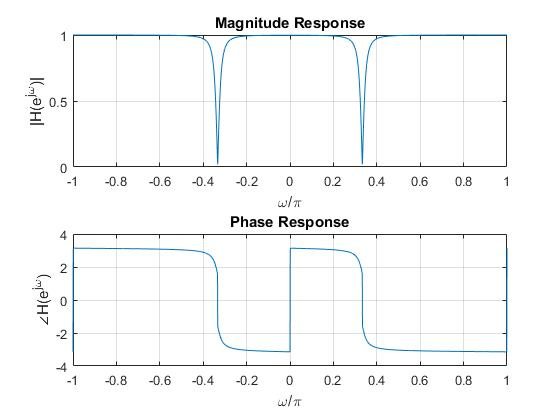 Magnitude Response
|H(e^jω)|
1
0.5
0
-1 -0.8 -0.6 -0.4 -0.2 0 0.2 0.4 0.6 0.8 1
ω/π
Phase Response
∠H(e^jω)
4
2
0
-2
-4
-1 -0.8 -0.6 -0.4 -0.2 0 0.2 0.4 0.6 0.8 1
ω/π